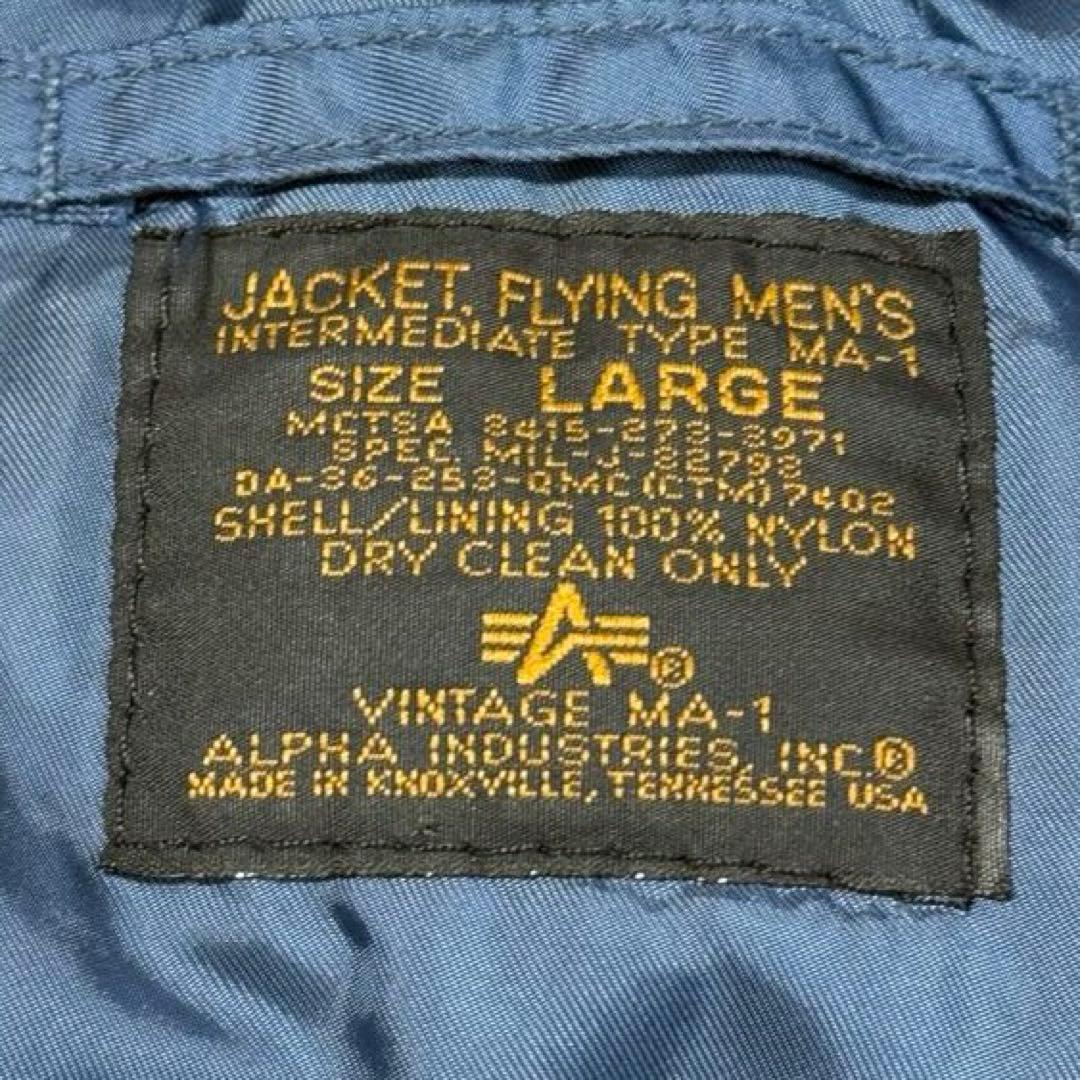 JACKET, FLYING MEN'S
INTERMEDIATE TYPE MA-1
SIZE LARGE
MCTSA 8415-273-3971
SPEC. MIL-J-82793
DA-36-253-QMC(CTM)7402
SHELL/LINING 100% NYLON
DRY CLEAN ONLY
®
VINTAGE MA-1
ALPHA INDUSTRIES, INC.®
MADE IN KNOXVILLE, TENNESSEE USA